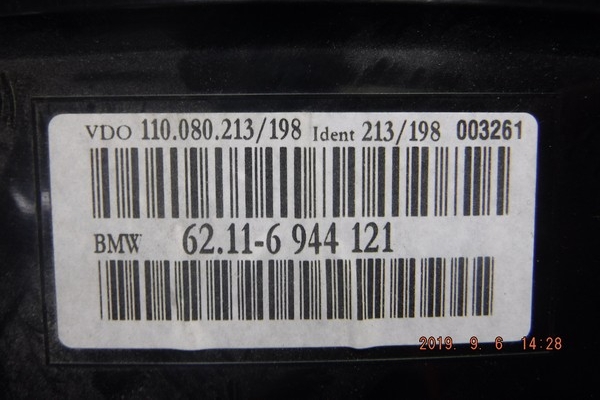 VDO 110.080.213/198 Ident 213/198 003261
BMW 62.11-6 944 121
2019. 9. 6 14:28